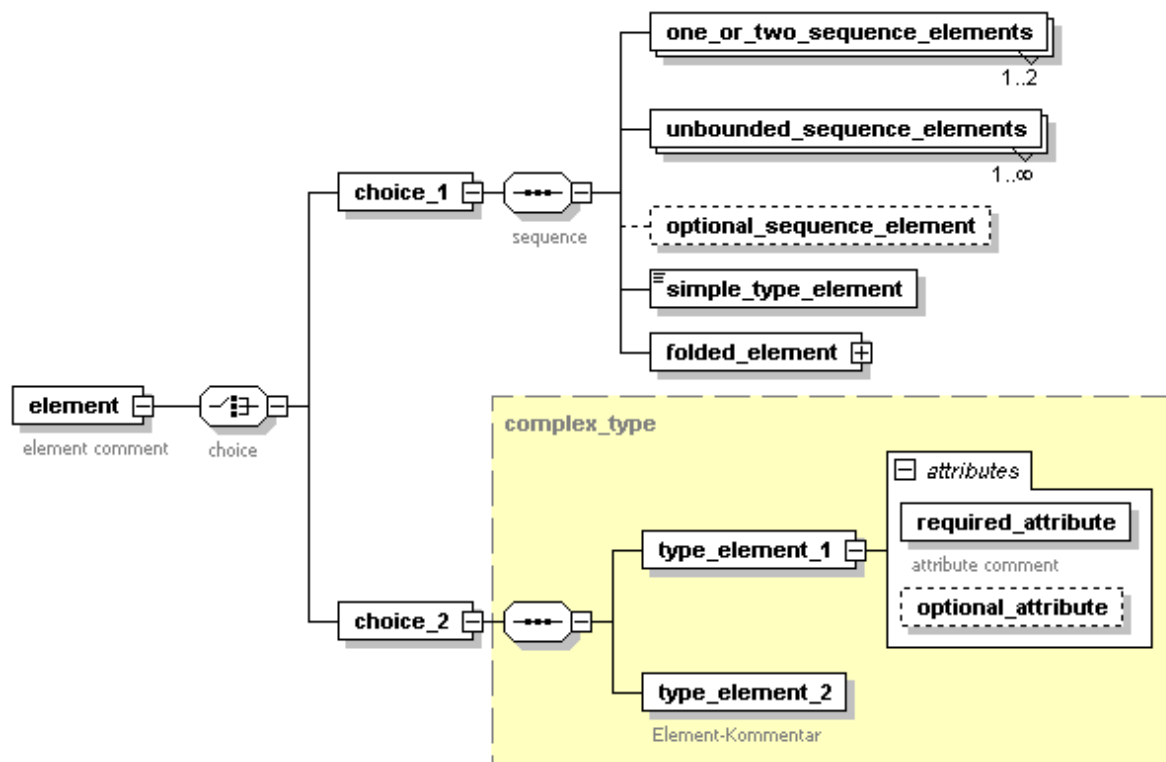 one_or_two_sequence_elements
1..2
unbounded_sequence_elements
1..∞
choice_1
sequence
optional_sequence_element
simple_type_element
folded_element
element
element comment
choice
complex_type
attributes
required_attribute
attribute comment
optional_attribute
type_element_1
choice_2
type_element_2
Element-Kommentar